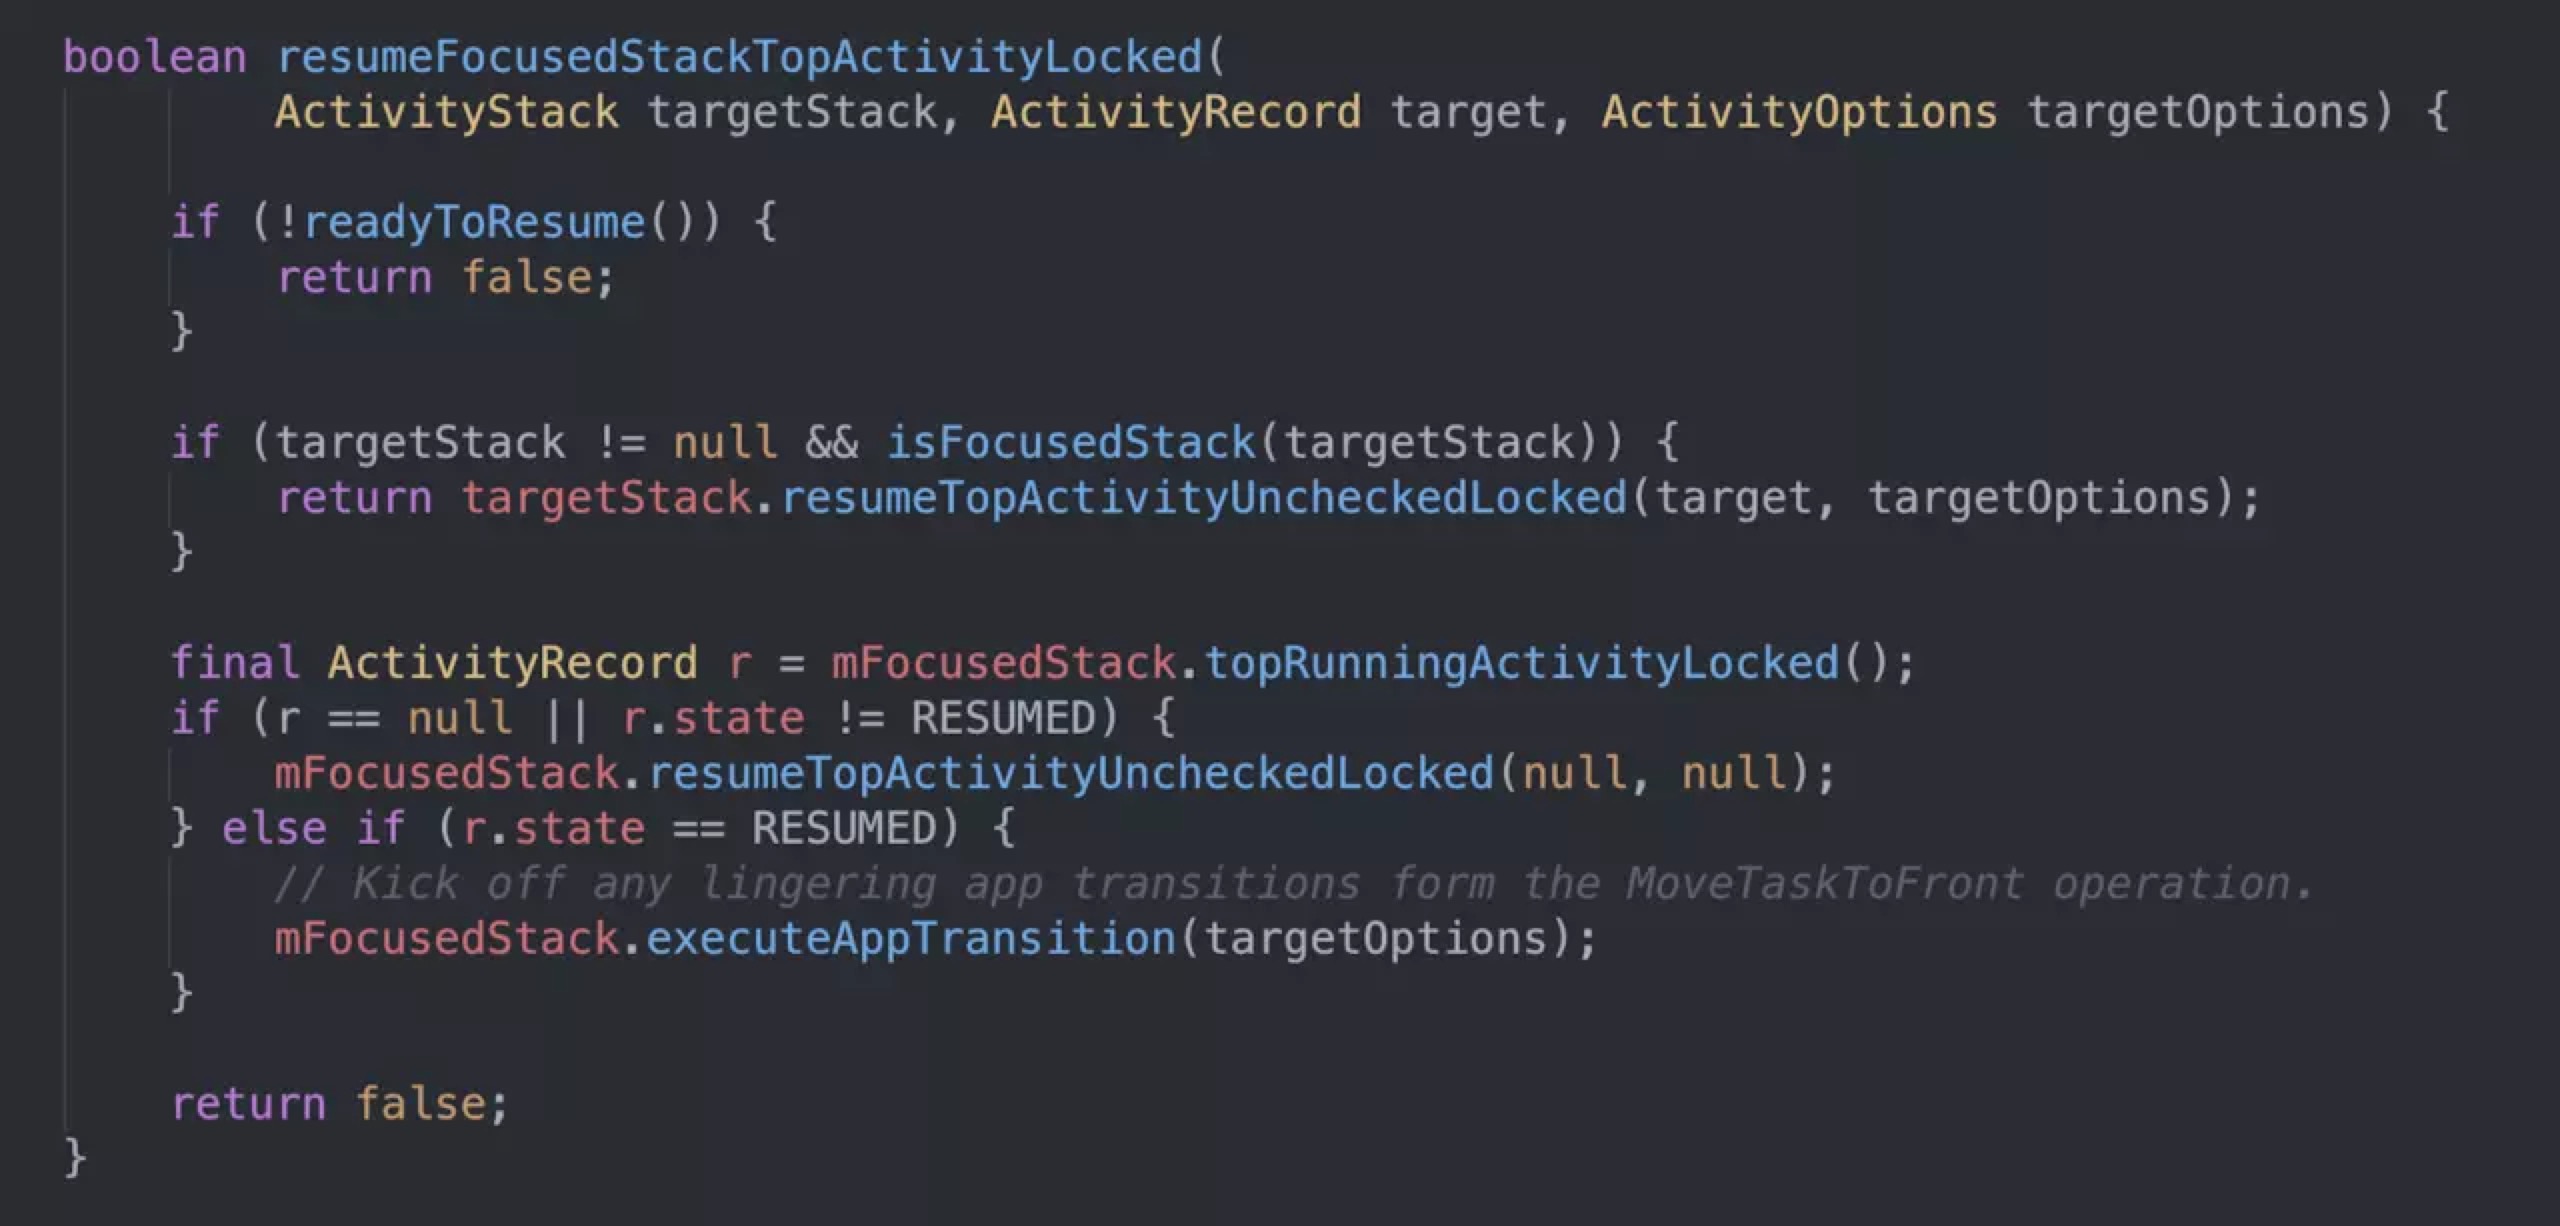 boolean resumeFocusedStackTopActivityLocked(
        ActivityStack targetStack, ActivityRecord target, ActivityOptions targetOptions) {

    if (!readyToResume()) {
        return false;
    }

    if (targetStack != null && isFocusedStack(targetStack)) {
        return targetStack.resumeTopActivityUncheckedLocked(target, targetOptions);
    }

    final ActivityRecord r = mFocusedStack.topRunningActivityLocked();
    if (r == null || r.state != RESUMED) {
        mFocusedStack.resumeTopActivityUncheckedLocked(null, null);
    } else if (r.state == RESUMED) {
        // Kick off any lingering app transitions form the MoveTaskToFront operation.
        mFocusedStack.executeAppTransition(targetOptions);
    }

    return false;
}